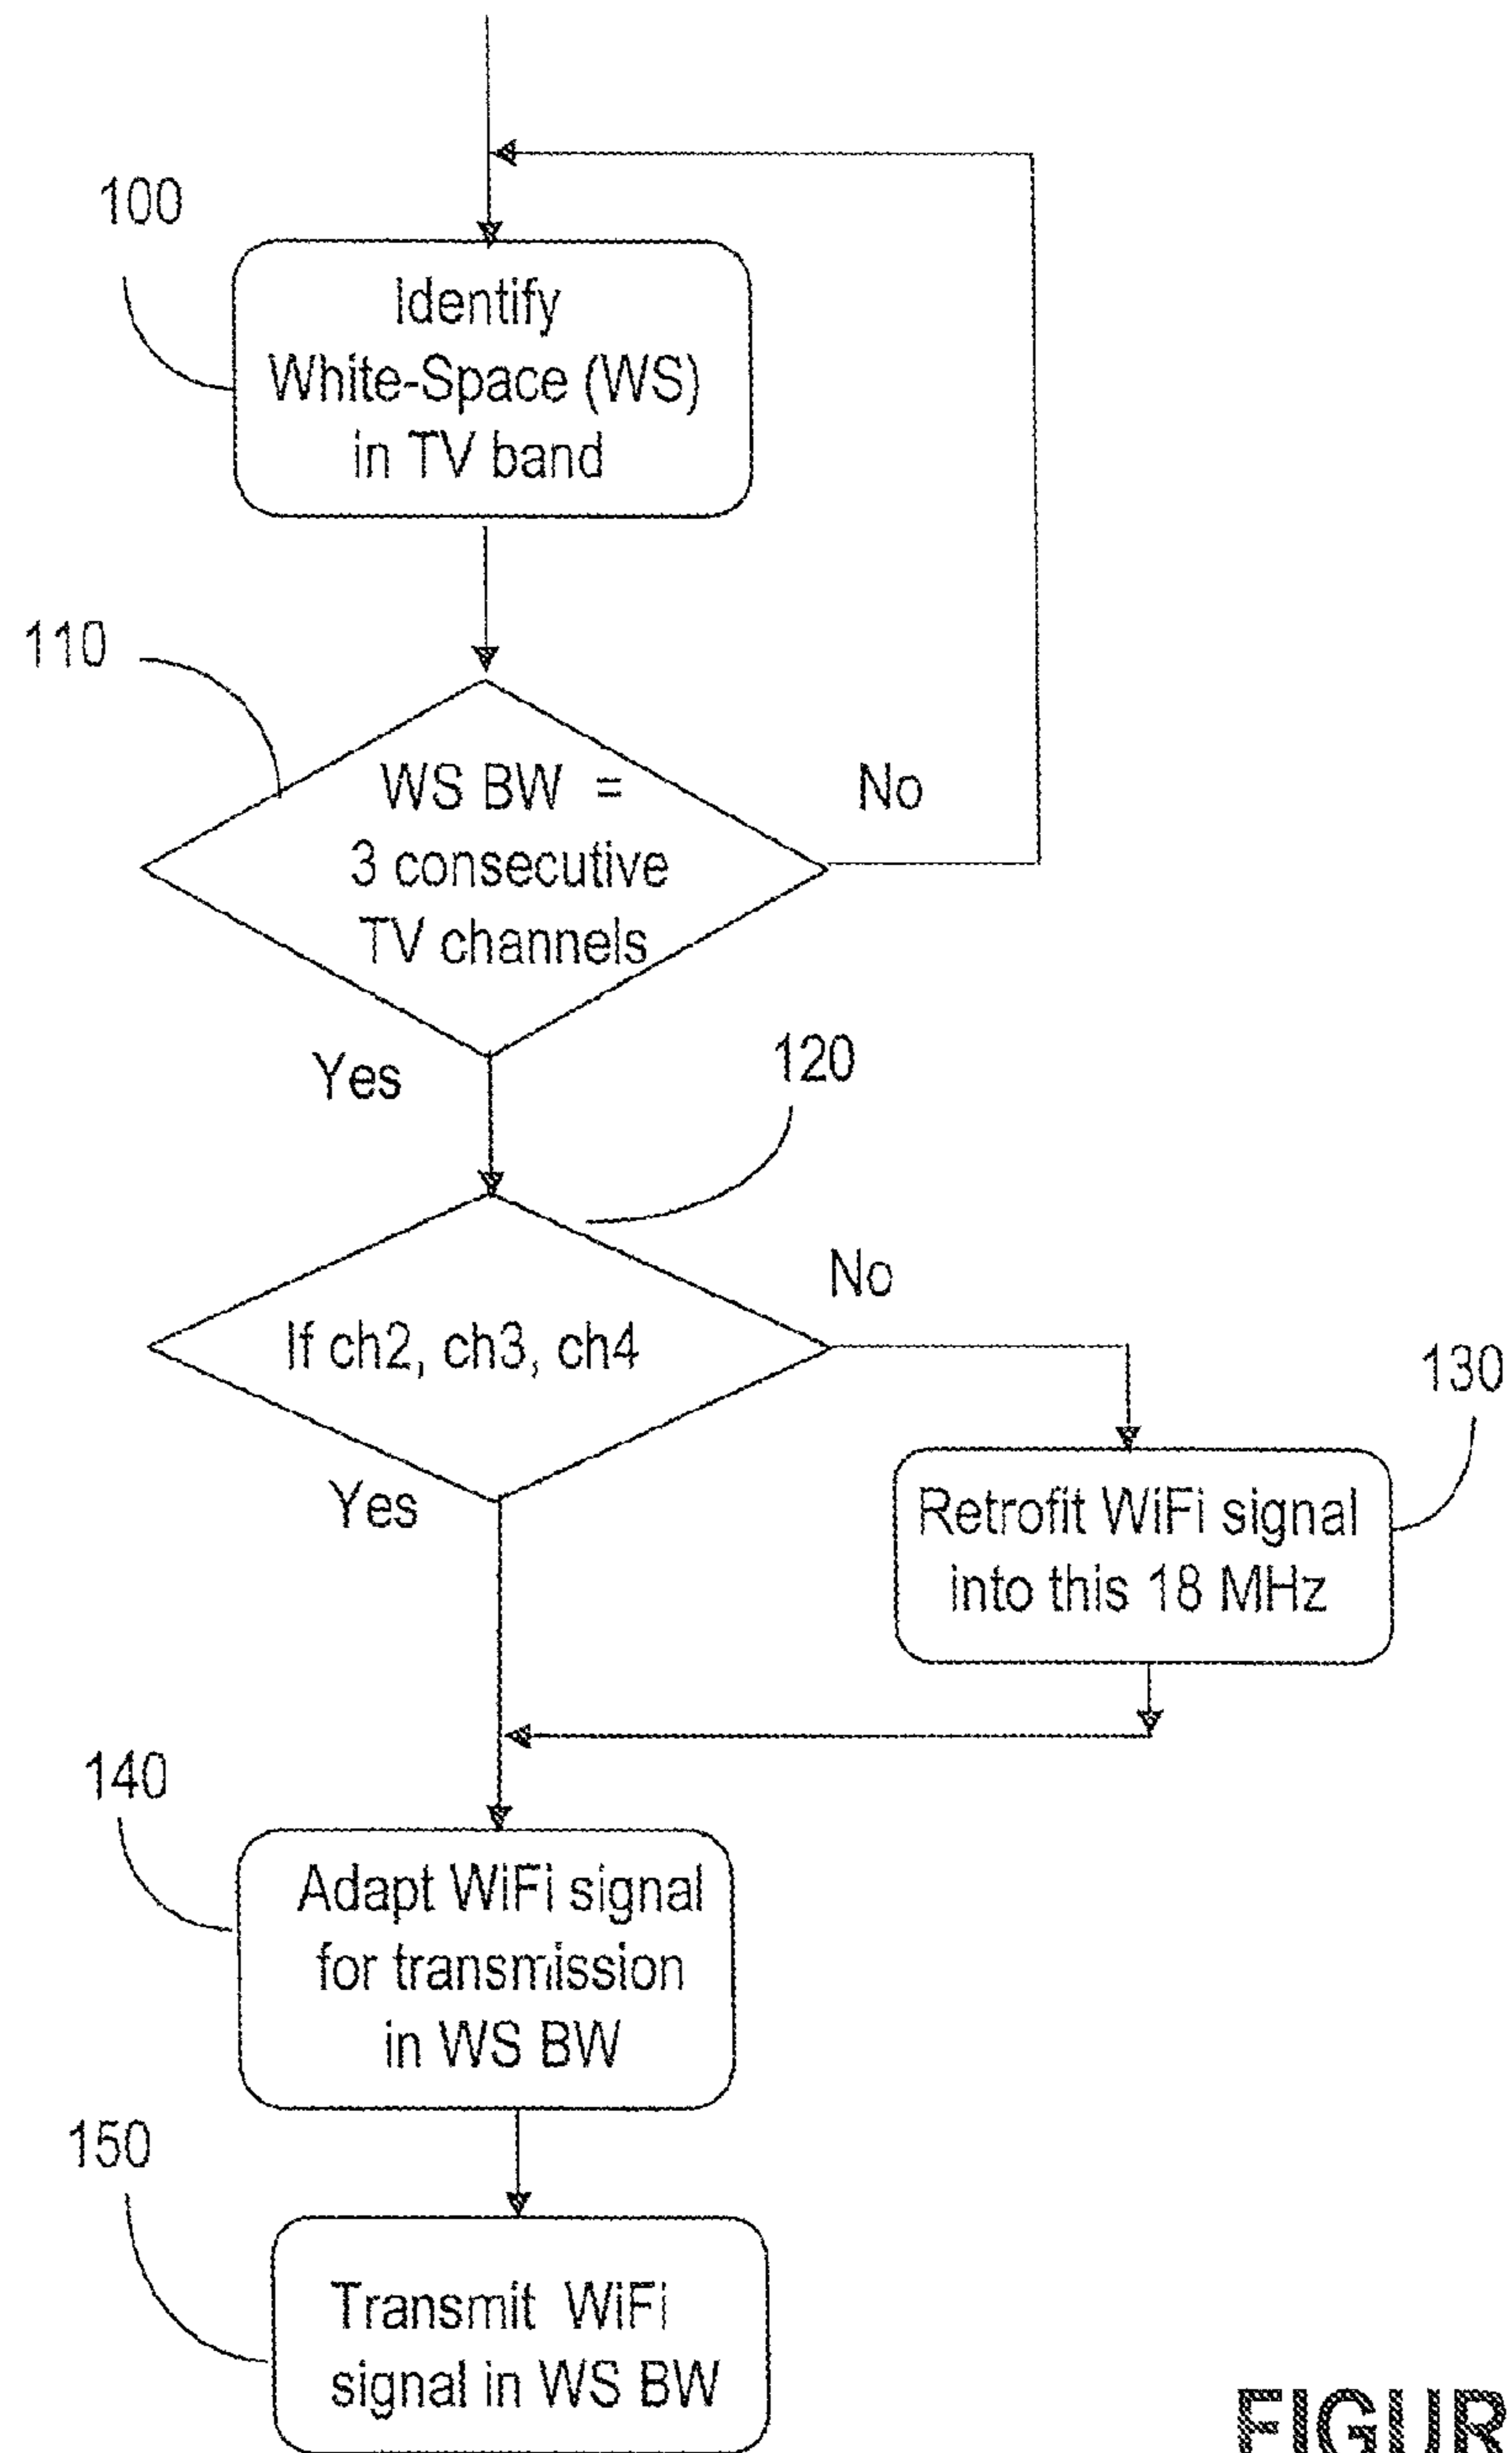 100
Identify
White-Space (WS)
in TV band
110
WS BW =
3 consecutive
TV channels
No
Yes
120
If ch2, ch3, ch4
No
Yes
130
Retrofit WiFi signal
into this 18 MHz
140
Adapt WiFi signal
for transmission
in WS BW
150
Transmit WiFi
signal in WS BW